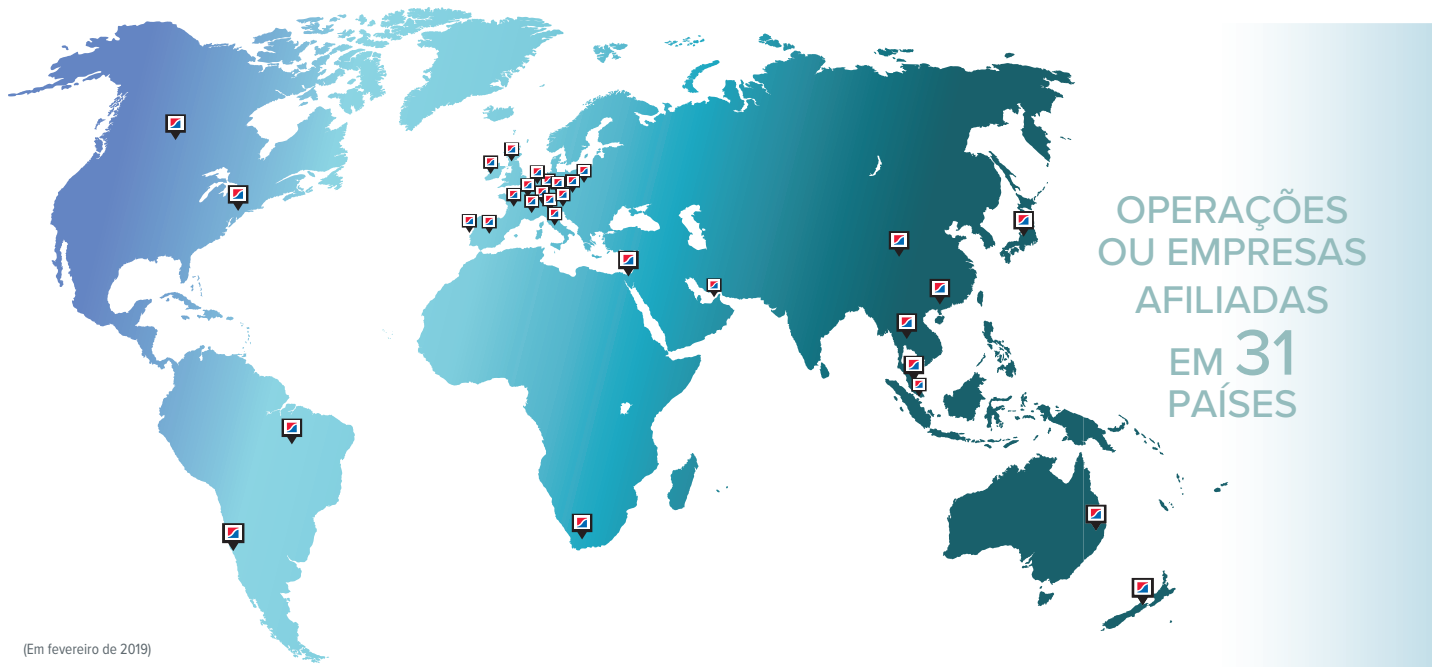 OPERAÇÕES
OU EMPRESAS
AFILIADAS
EM 31
PAÍSES
(Em fevereiro de 2019)